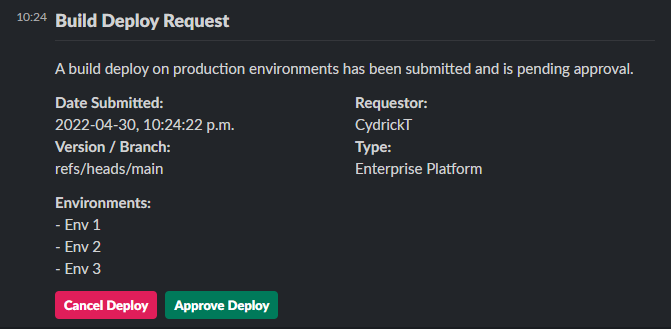 10:24 Build Deploy Request
A build deploy on production environments has been submitted and is pending approval.
Date Submitted: Requestor:
2022-04-30, 10:24:22 p.m. CydrickT
Version / Branch: Type:
refs/heads/main Enterprise Platform
Environments:
- Env 1
- Env 2
- Env 3
Cancel Deploy Approve Deploy